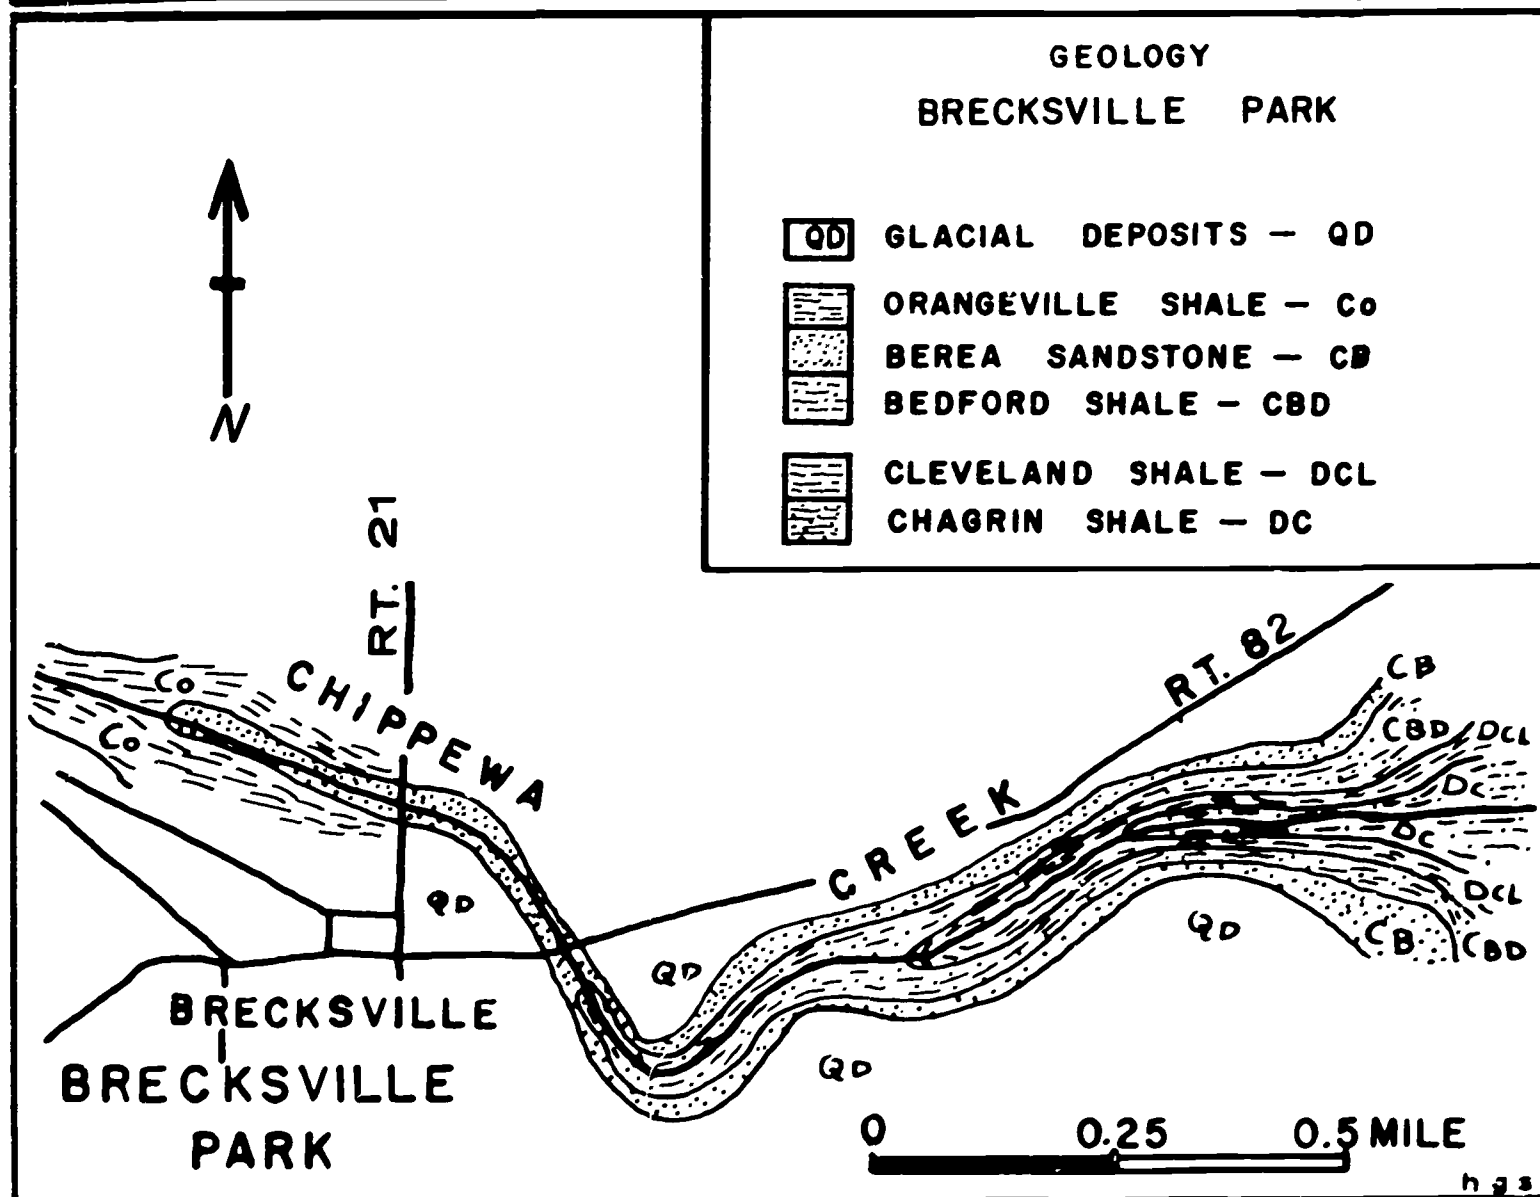 GEOLOGY
BRECKSVILLE PARK
QD GLACIAL DEPOSITS — QD
ORANGEVILLE SHALE — Co
BEREA SANDSTONE — CB
BEDFORD SHALE — CBD
CLEVELAND SHALE — DCL
CHAGRIN SHALE — DC
N
RT. 21
RT. 82
CHIPPEWA CREEK
Co
Co
CB
CBD
DCL
DC
DC
DCL
CBD
CB
QD
QD
QD
QD
BRECKSVILLE
BRECKSVILLE
PARK
0 0.25 0.5 MILE
hgs